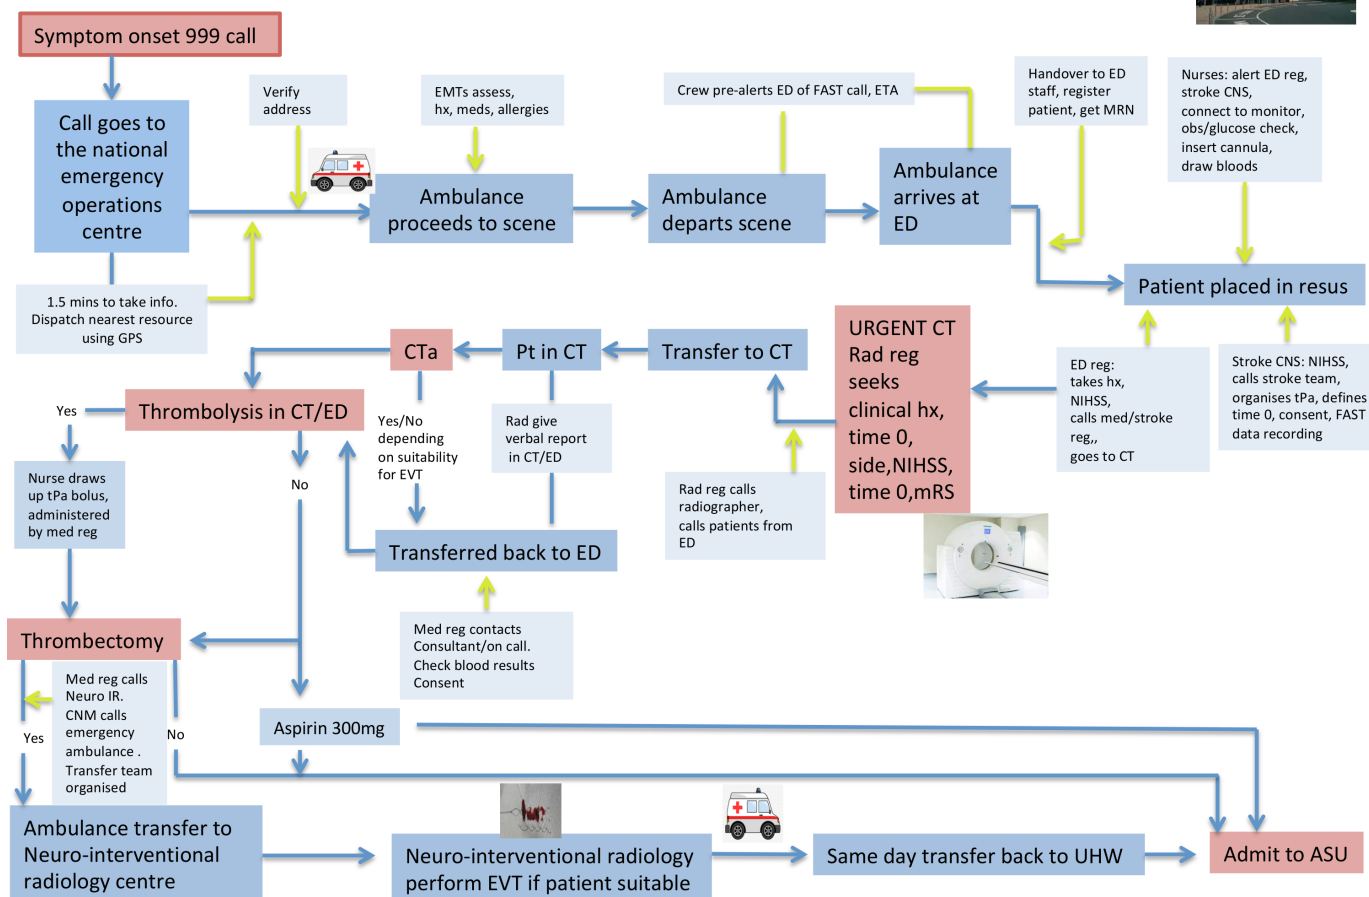 Symptom onset 999 call
Call goes to
the national
emergency
operations
centre
1.5 mins to take info.
Dispatch nearest resource
using GPS
Verify
address
EMTs assess,
hx, meds, allergies
Ambulance
proceeds to scene
Crew pre-alerts ED of FAST call, ETA
Ambulance
departs scene
Ambulance
arrives at
ED
Handover to ED
staff, register
patient, get MRN
Nurses: alert ED reg,
stroke CNS,
connect to monitor,
obs/glucose check,
insert cannula,
draw bloods
Patient placed in resus
Stroke CNS: NIHSS,
calls stroke team,
organises tPa, defines
time 0, consent, FAST
data recording
ED reg:
takes hx,
NIHSS,
calls med/stroke
reg,,
goes to CT
URGENT CT
Rad reg
seeks
clinical hx,
time 0,
side,NIHSS,
time 0,mRS
Rad reg calls
radiographer,
calls patients from
ED
Transfer to CT
Pt in CT
Rad give
verbal report
in CT/ED
CTa
Yes/No
depending
on suitability
for EVT
Transferred back to ED
Med reg contacts
Consultant/on call.
Check blood results
Consent
Thrombolysis in CT/ED
Yes
No
Nurse draws
up tPa bolus,
administered
by med reg
Thrombectomy
Med reg calls
Neuro IR.
CNM calls
emergency
ambulance .
Transfer team
organised
Yes
No
Aspirin 300mg
Ambulance transfer to
Neuro-interventional
radiology centre
Neuro-interventional radiology
perform EVT if patient suitable
Same day transfer back to UHW
Admit to ASU